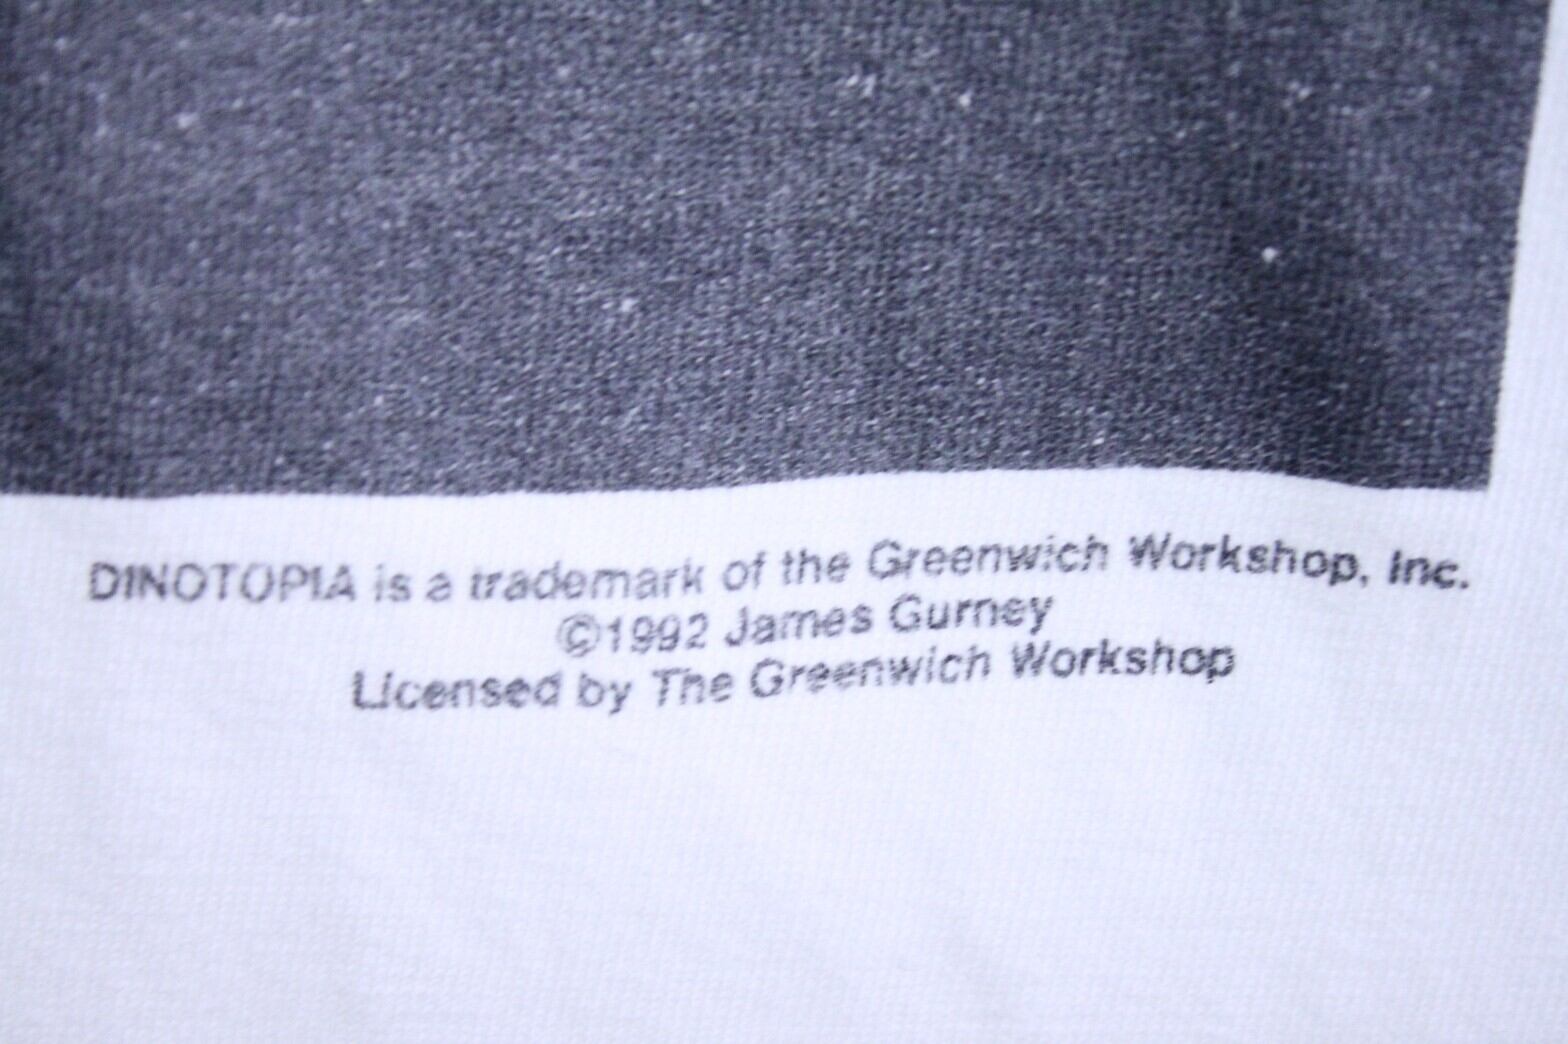 DINOTOPIA is a trademark of the Greenwich Workshop, Inc.
©1992 James Gurney
Licensed by The Greenwich Workshop